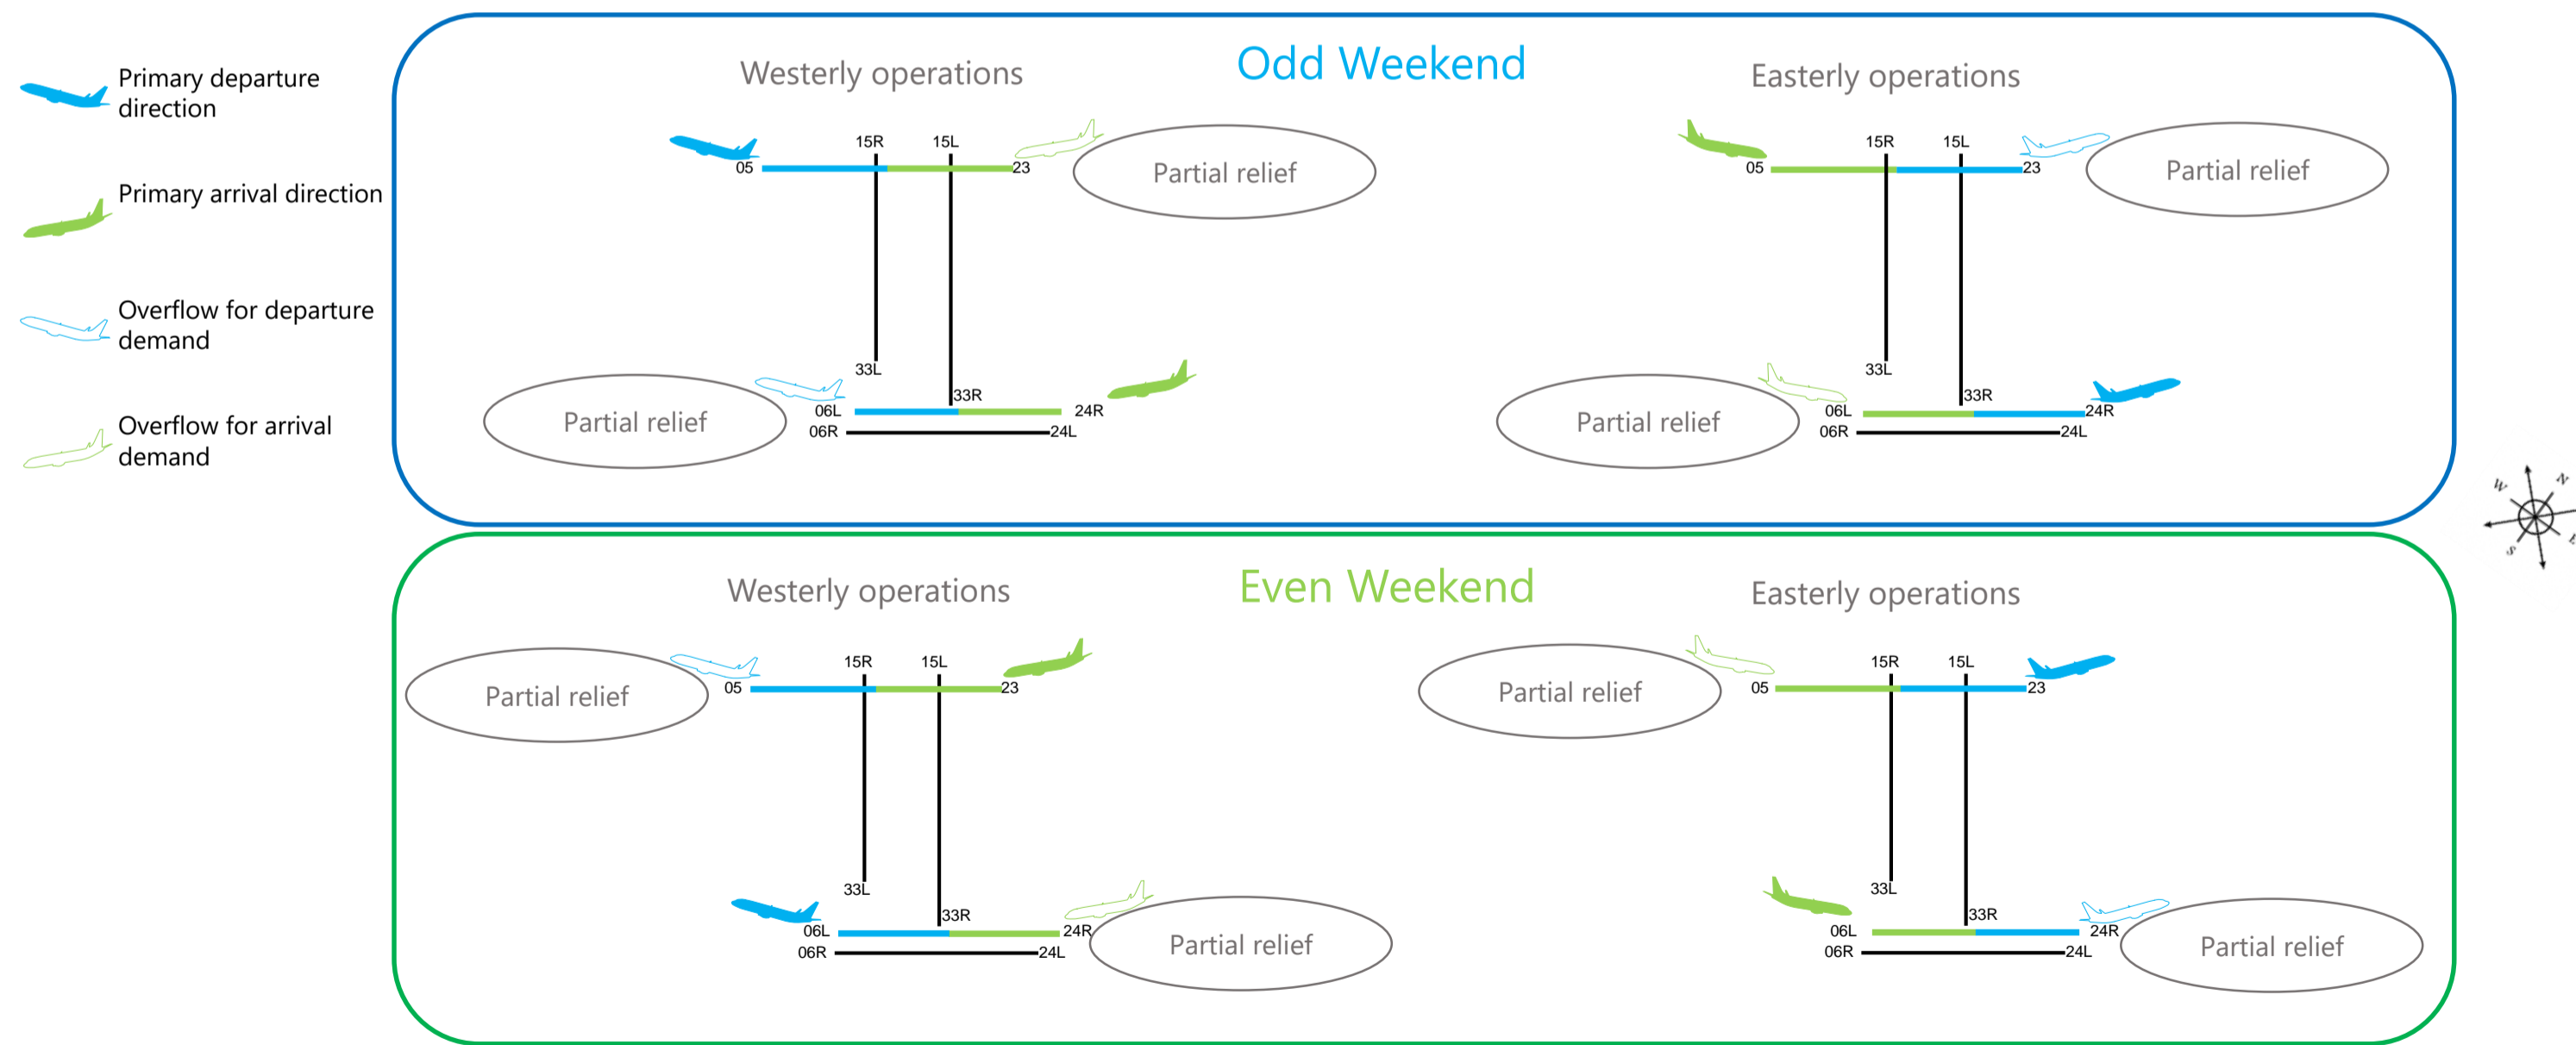 Primary departure
direction
Primary arrival direction
Overflow for departure
demand
Overflow for arrival
demand
Odd Weekend
Westerly operations
15R 15L
05 23
Partial relief
33L
33R
Partial relief
06L 24R
06R 24L
Easterly operations
15R 15L
05 23
Partial relief
33L
33R
Partial relief
06L 24R
06R 24L
W N
S E
Even Weekend
Westerly operations
Partial relief
15R 15L
05 23
33L
33R
06L 24R
06R 24L
Partial relief
Easterly operations
Partial relief
15R 15L
05 23
33L
33R
06L 24R
06R 24L
Partial relief